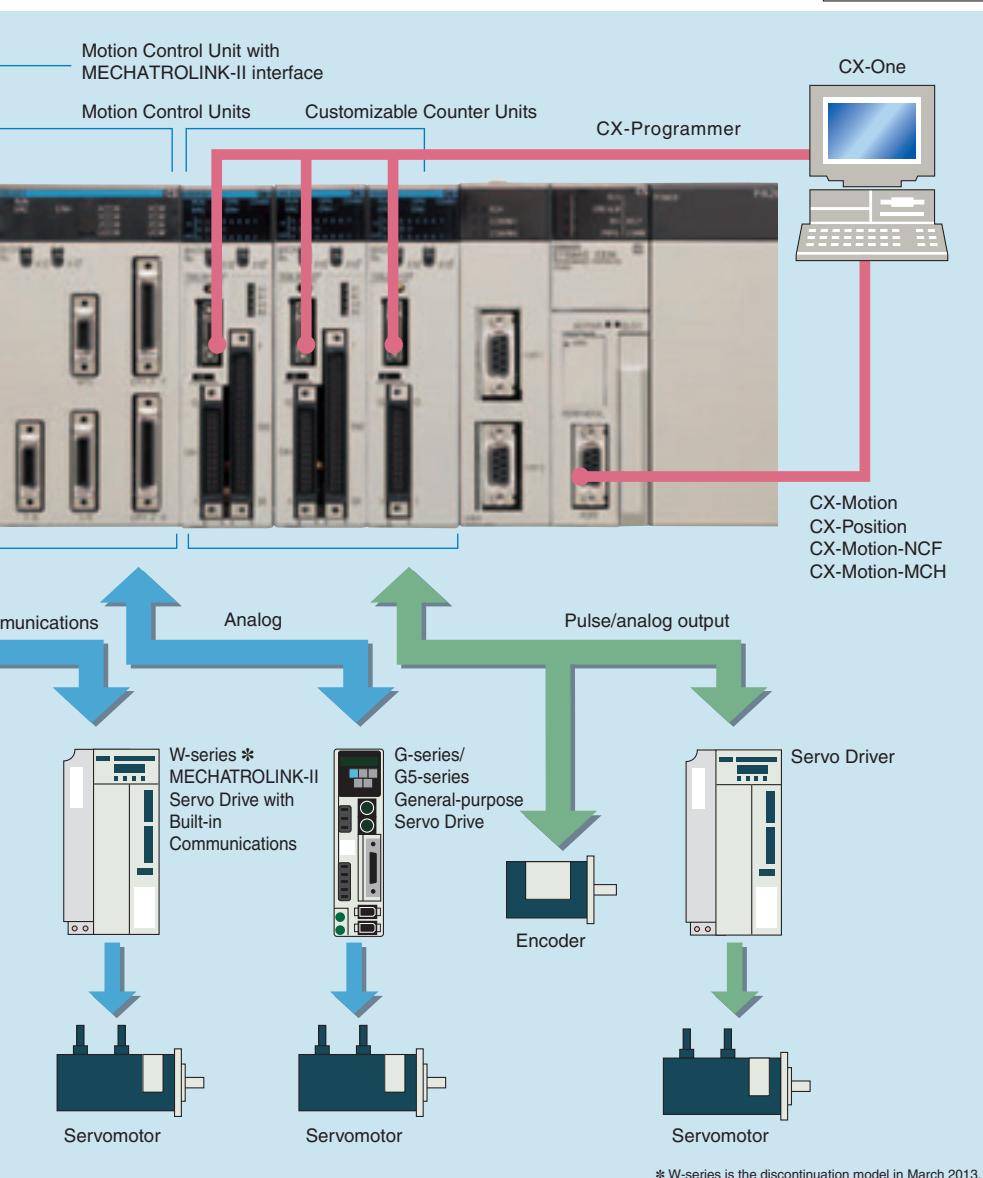 Motion Control Unit with
MECHATROLINK-II interface
CX-One
Motion Control Units
Customizable Counter Units
CX-Programmer
CX-Motion
CX-Position
CX-Motion-NCF
CX-Motion-MCH
munications
Analog
Pulse/analog output
W-series ✽
MECHATROLINK-II
Servo Drive with
Built-in
Communications
G-series/
G5-series
General-purpose
Servo Drive
Servo Driver
Encoder
Servomotor
Servomotor
Servomotor
✽ W-series is the discontinuation model in March 2013.